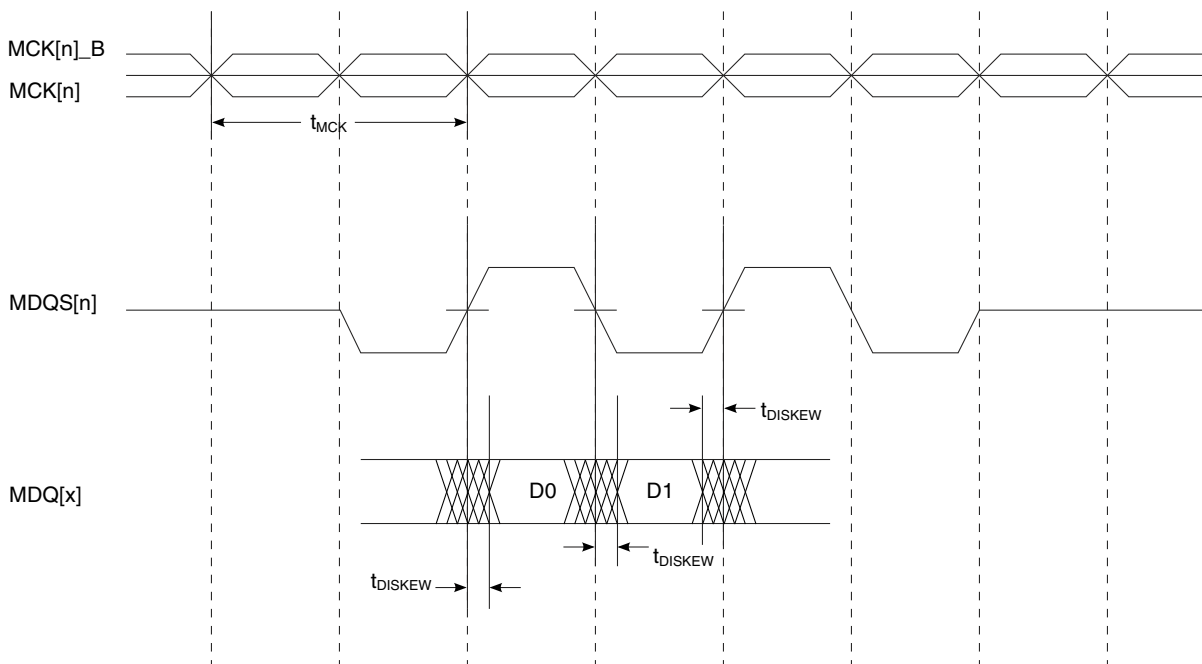 MCK[n]_B
MCK[n]
tMCK
MDQS[n]
tDISKEW
MDQ[x]
D0
D1
tDISKEW
tDISKEW